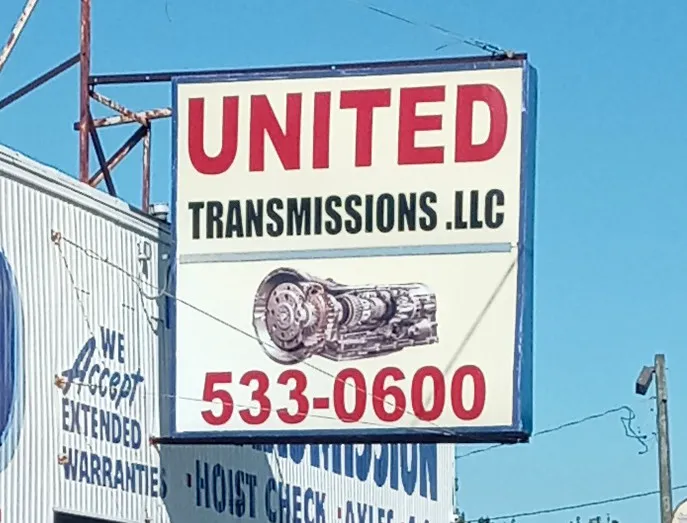 UNITED
TRANSMISSIONS .LLC
533-0600
WE
Accept
EXTENDED
WARRANTIES
HOIST CHECK